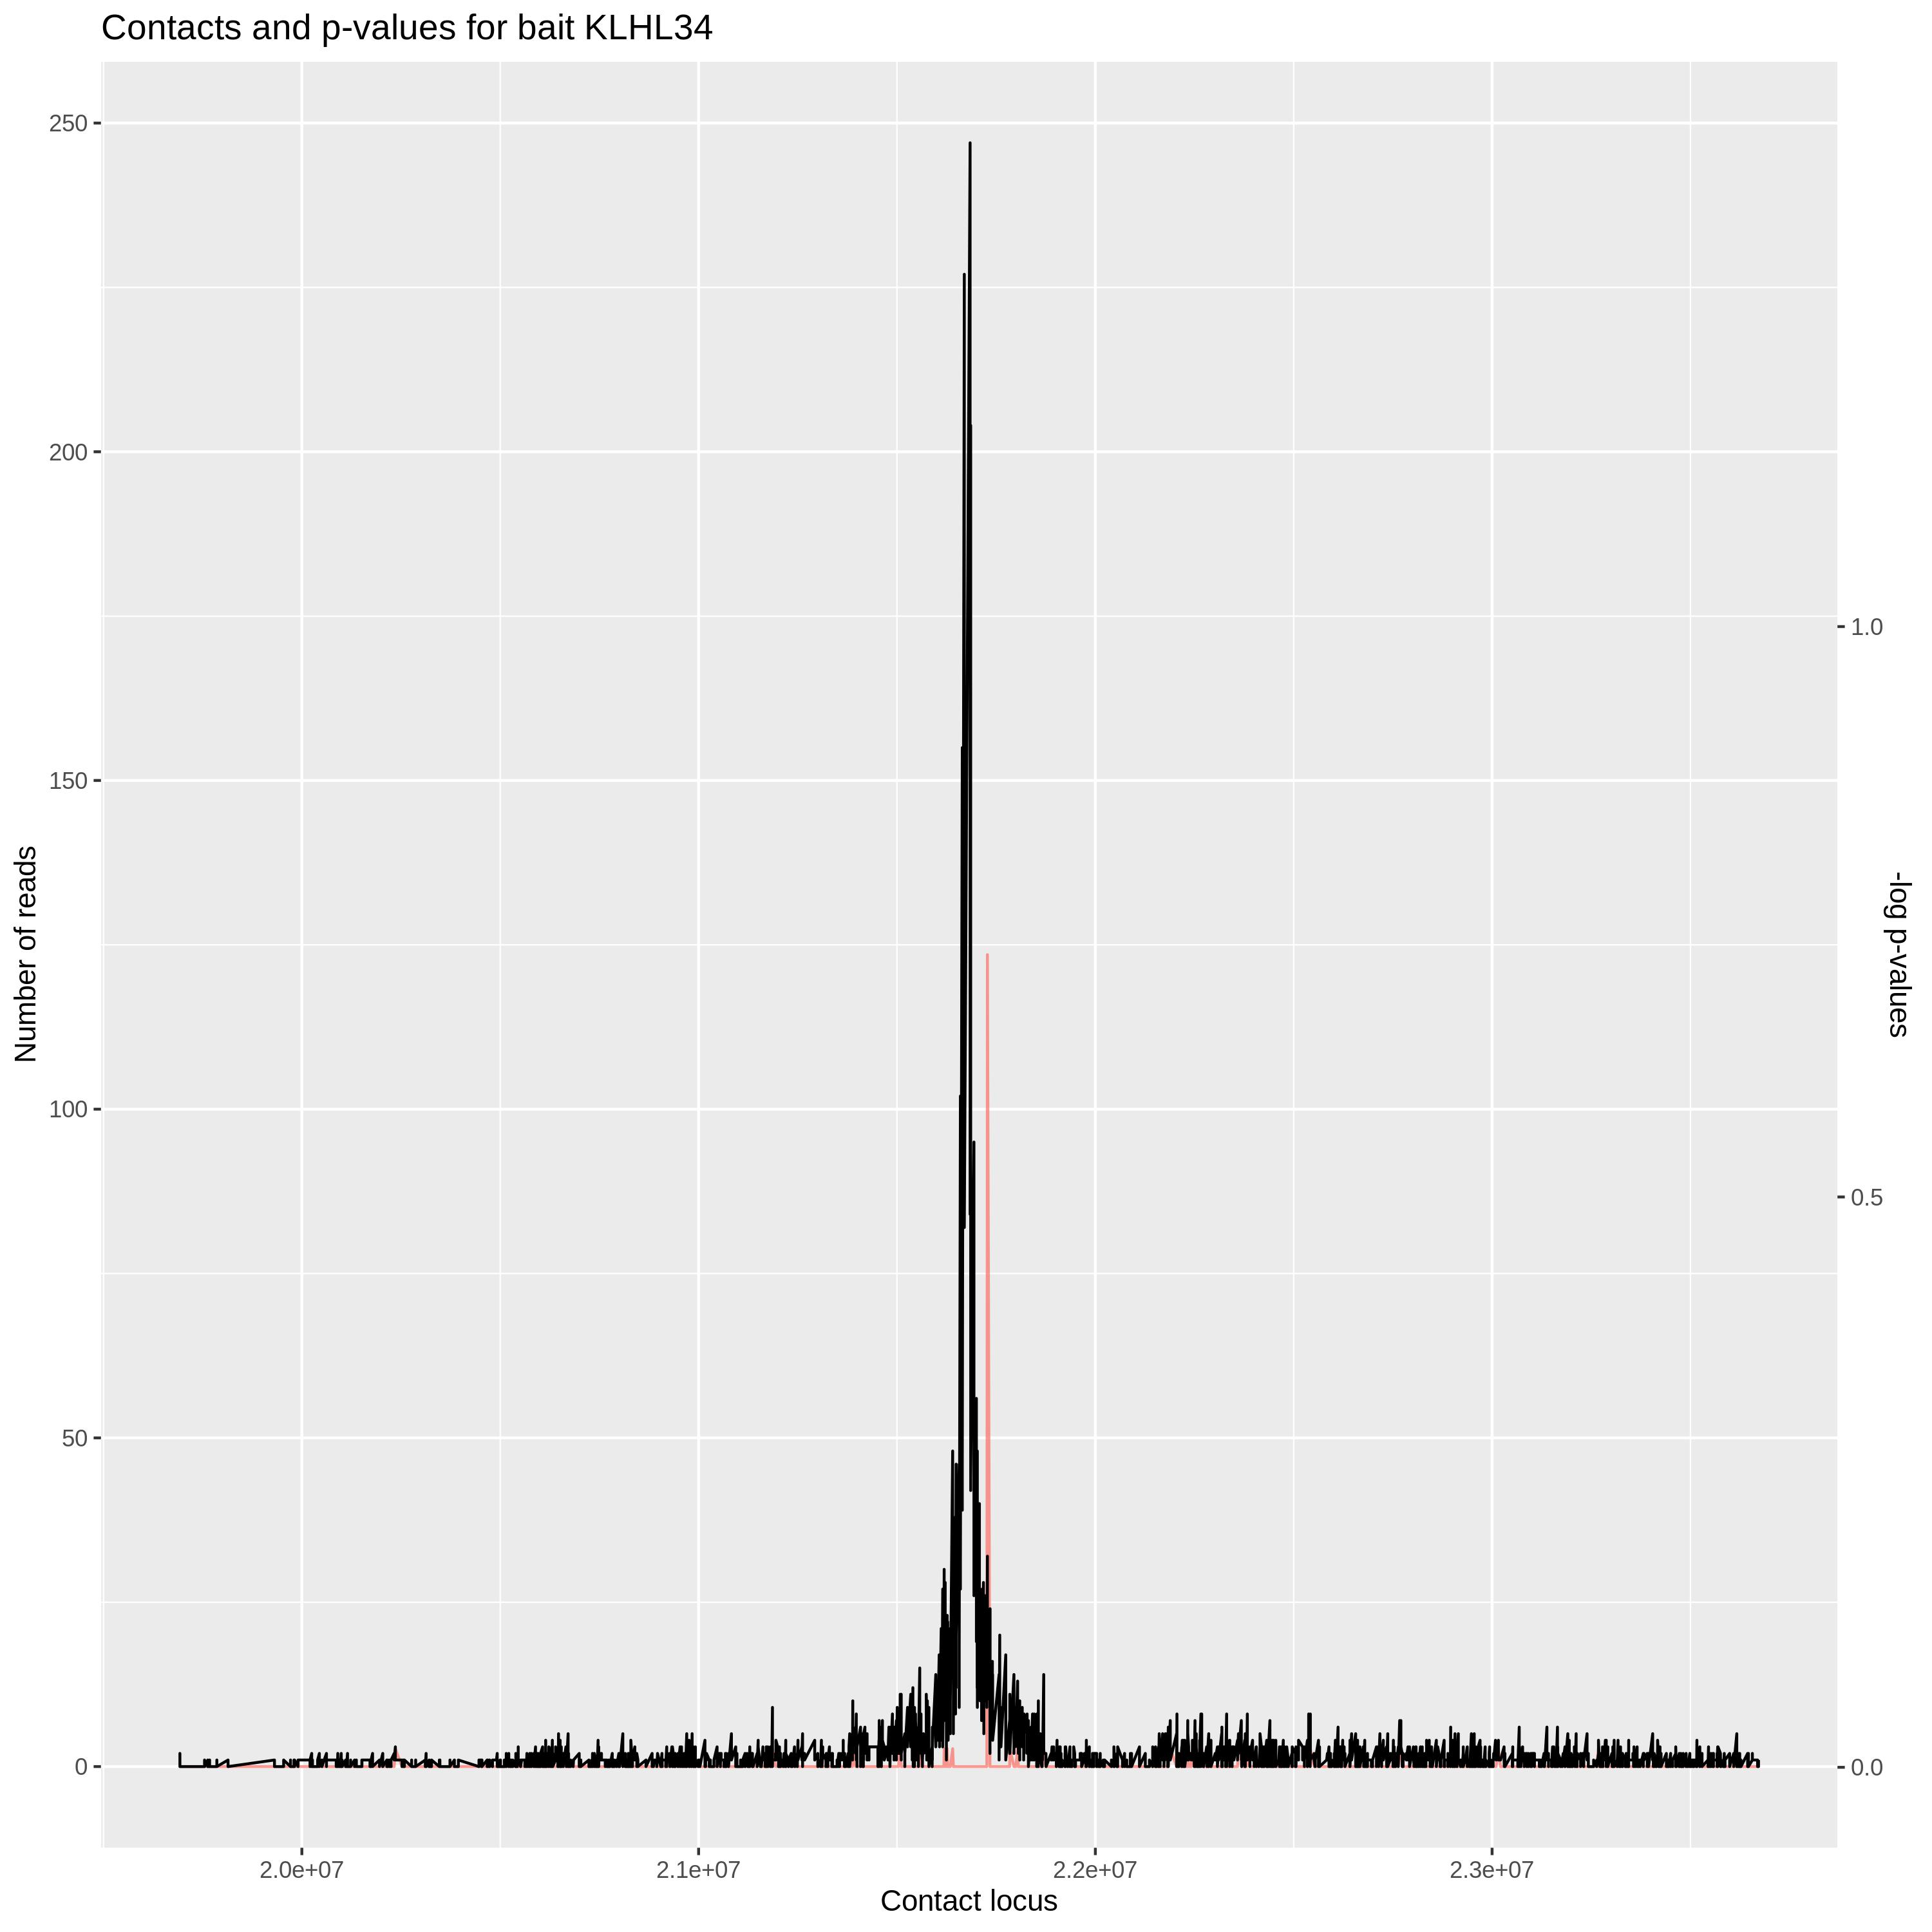 Contacts and p-values for bait KLHL34
250
200
150
100
50
0
Number of reads
1.0
0.5
0.0
-log p-values
2.0e+07
2.1e+07
2.2e+07
2.3e+07
Contact locus